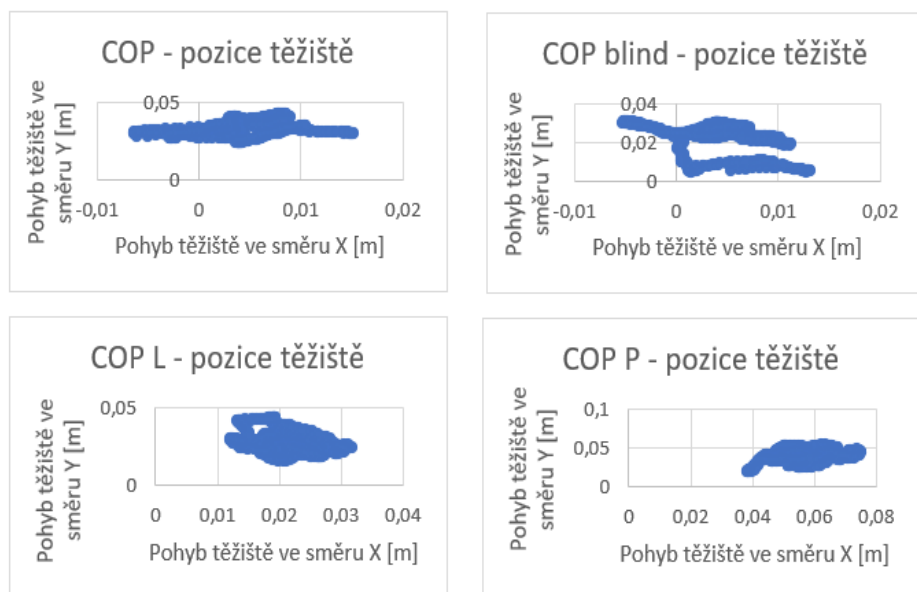 COP - pozice těžiště
Pohyb těžiště ve
směru Y [m]
0,05
0
-0,01
0
0,01
0,02
Pohyb těžiště ve směru X [m]
COP blind - pozice těžiště
Pohyb těžiště ve
směru Y [m]
0,04
0,02
0
-0,01
0
0,01
0,02
Pohyb těžiště ve směru X [m]
COP L - pozice těžiště
Pohyb těžiště ve
směru Y [m]
0,05
0
0
0,01
0,02
0,03
0,04
Pohyb těžiště ve směru X [m]
COP P - pozice těžiště
Pohyb těžiště ve
směru Y [m]
0,1
0,05
0
0
0,02
0,04
0,06
0,08
Pohyb těžiště ve směru X [m]